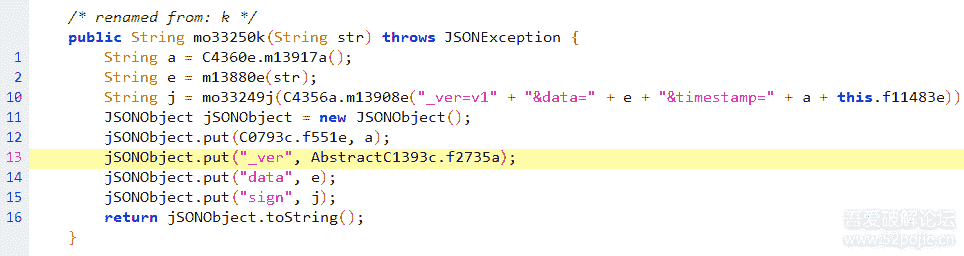 /* renamed from: k */
public String mo33250k(String str) throws JSONException {
1 String a = C4360e.m13917a();
2 String e = m13880e(str);
10 String j = mo33249j(C4356a.m13908e("_ver=v1" + "&data=" + e + "&timestamp=" + a + this.f11483e))
11 JSONObject jSONObject = new JSONObject();
12 jSONObject.put(C0793c.f551e, a);
13 jSONObject.put("_ver", AbstractC1393c.f2735a);
14 jSONObject.put("data", e);
15 jSONObject.put("sign", j);
16 return jSONObject.toString();
}
吾爱破解论坛
www.52pojie.cn